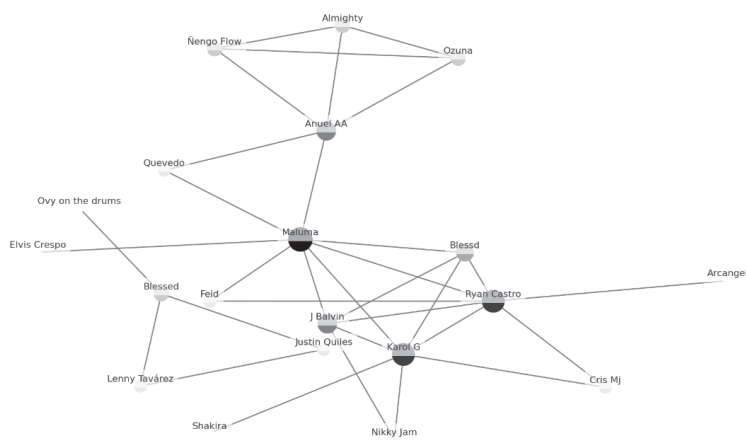 Almighty
Ñengo Flow
Ozuna
Anuel AA
Quevedo
Ovy on the drums
Maluma
Elvis Crespo
Blessd
Arcangel
Blessed
Feid
Ryan Castro
J Balvin
Justin Quiles
Karol G
Lenny Tavárez
Cris Mj
Shakira
Nikky Jam